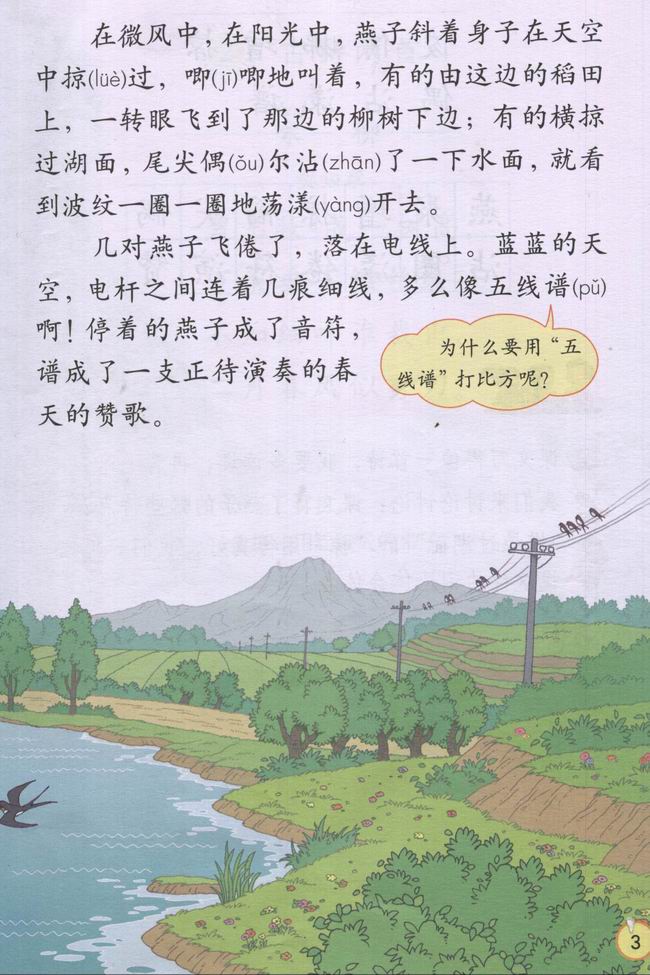 在微风中，在阳光中，燕子斜着身子在天空
中掠(lüè)过，唧(jī)唧地叫着，有的由这边的稻田
上，一转眼飞到了那边的柳树下边；有的横掠
过湖面，尾尖偶(ǒu)尔沾(zhān)了一下水面，就看
到波纹一圈一圈地荡漾(yàng)开去。
几对燕子飞倦了，落在电线上。蓝蓝的天
空，电杆之间连着几痕细线，多么像五线谱(pǔ)
啊！停着的燕子成了音符，
谱成了一支正待演奏的春
天的赞歌。
为什么要用“五
线谱”打比方呢？
3